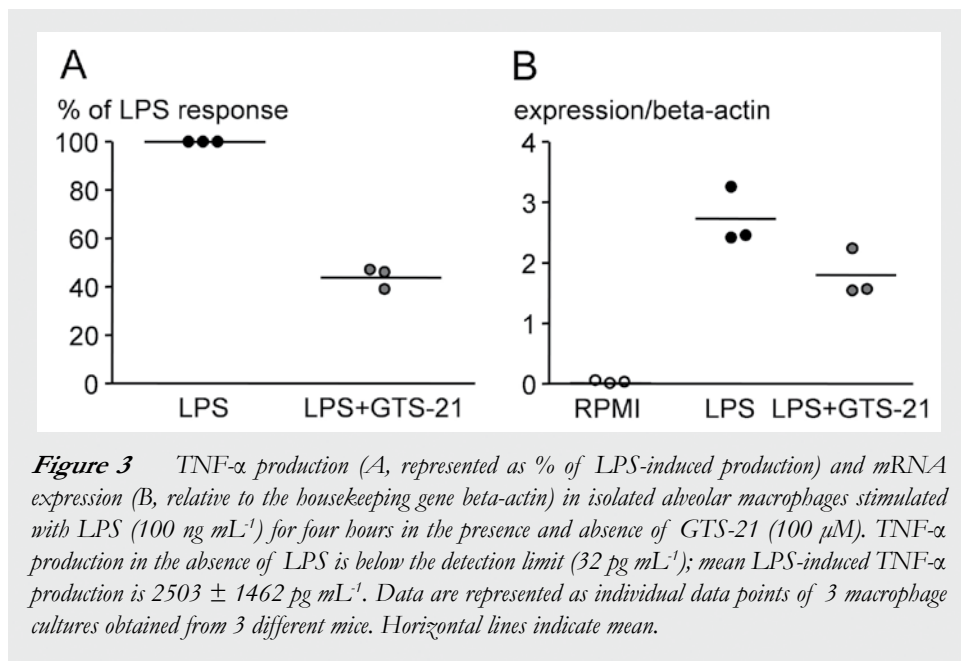 A
% of LPS response
100
80
60
40
20
0
LPS
LPS+GTS-21
B
expression/beta-actin
4
3
2
1
0
RPMI
LPS
LPS+GTS-21
Figure 3 TNF-α production (A, represented as % of LPS-induced production) and mRNA
expression (B, relative to the housekeeping gene beta-actin) in isolated alveolar macrophages stimulated
with LPS (100 ng mL⁻¹) for four hours in the presence and absence of GTS-21 (100 μM). TNF-α
production in the absence of LPS is below the detection limit (32 pg mL⁻¹); mean LPS-induced TNF-α
production is 2503 ± 1462 pg mL⁻¹. Data are represented as individual data points of 3 macrophage
cultures obtained from 3 different mice. Horizontal lines indicate mean.